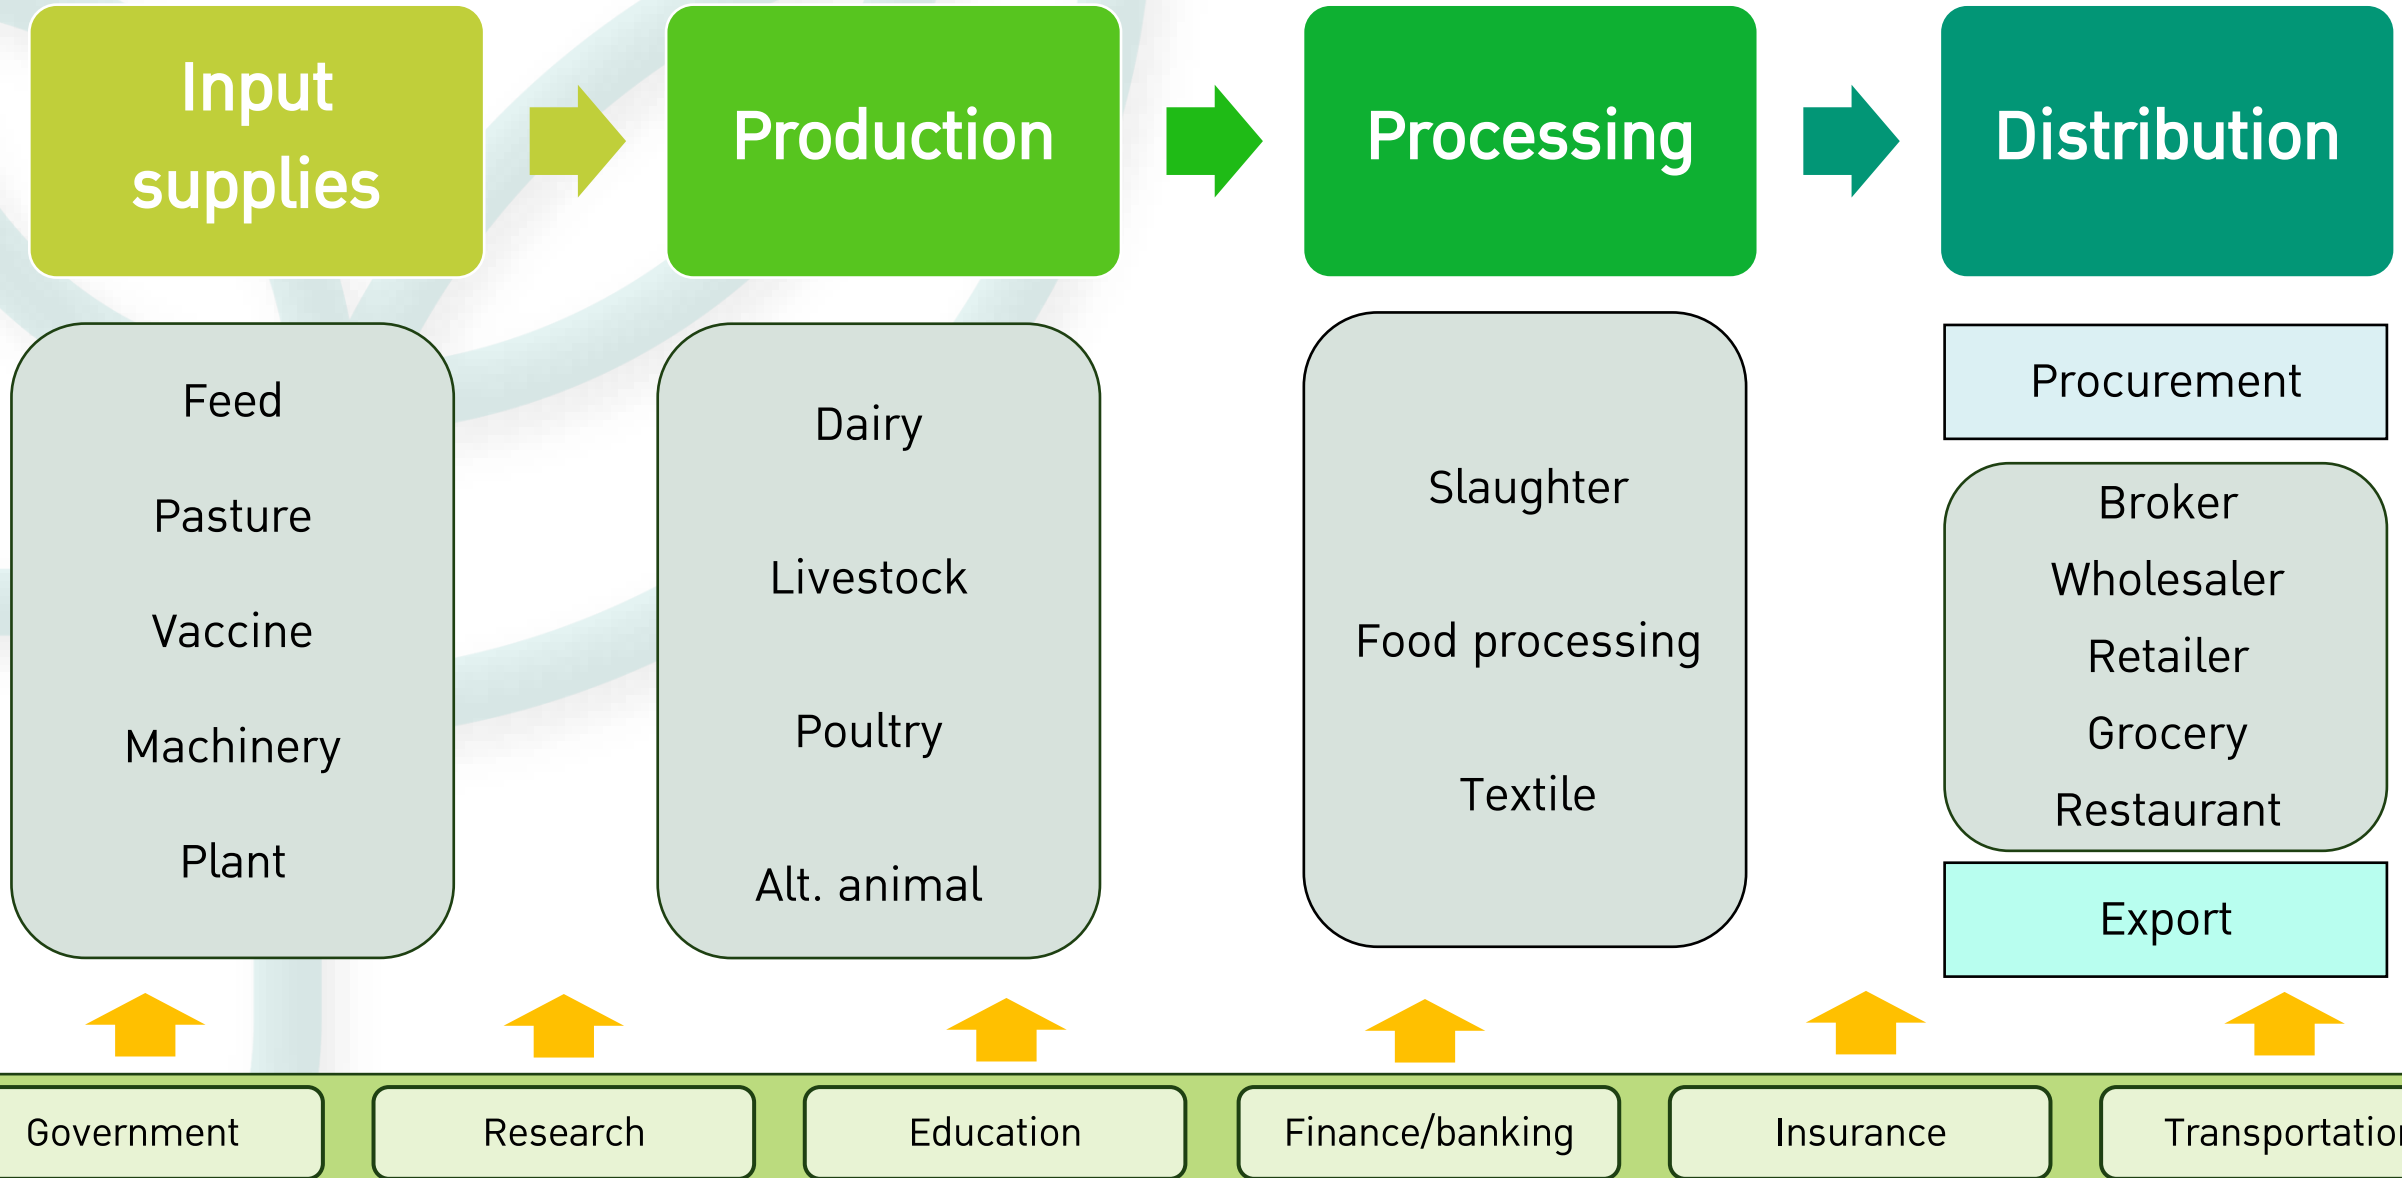 Input
supplies
Production
Processing
Distribution
Feed
Pasture
Vaccine
Machinery
Plant
Dairy
Livestock
Poultry
Alt. animal
Slaughter
Food processing
Textile
Procurement
Broker
Wholesaler
Retailer
Grocery
Restaurant
Export
Government
Research
Education
Finance/banking
Insurance
Transportation